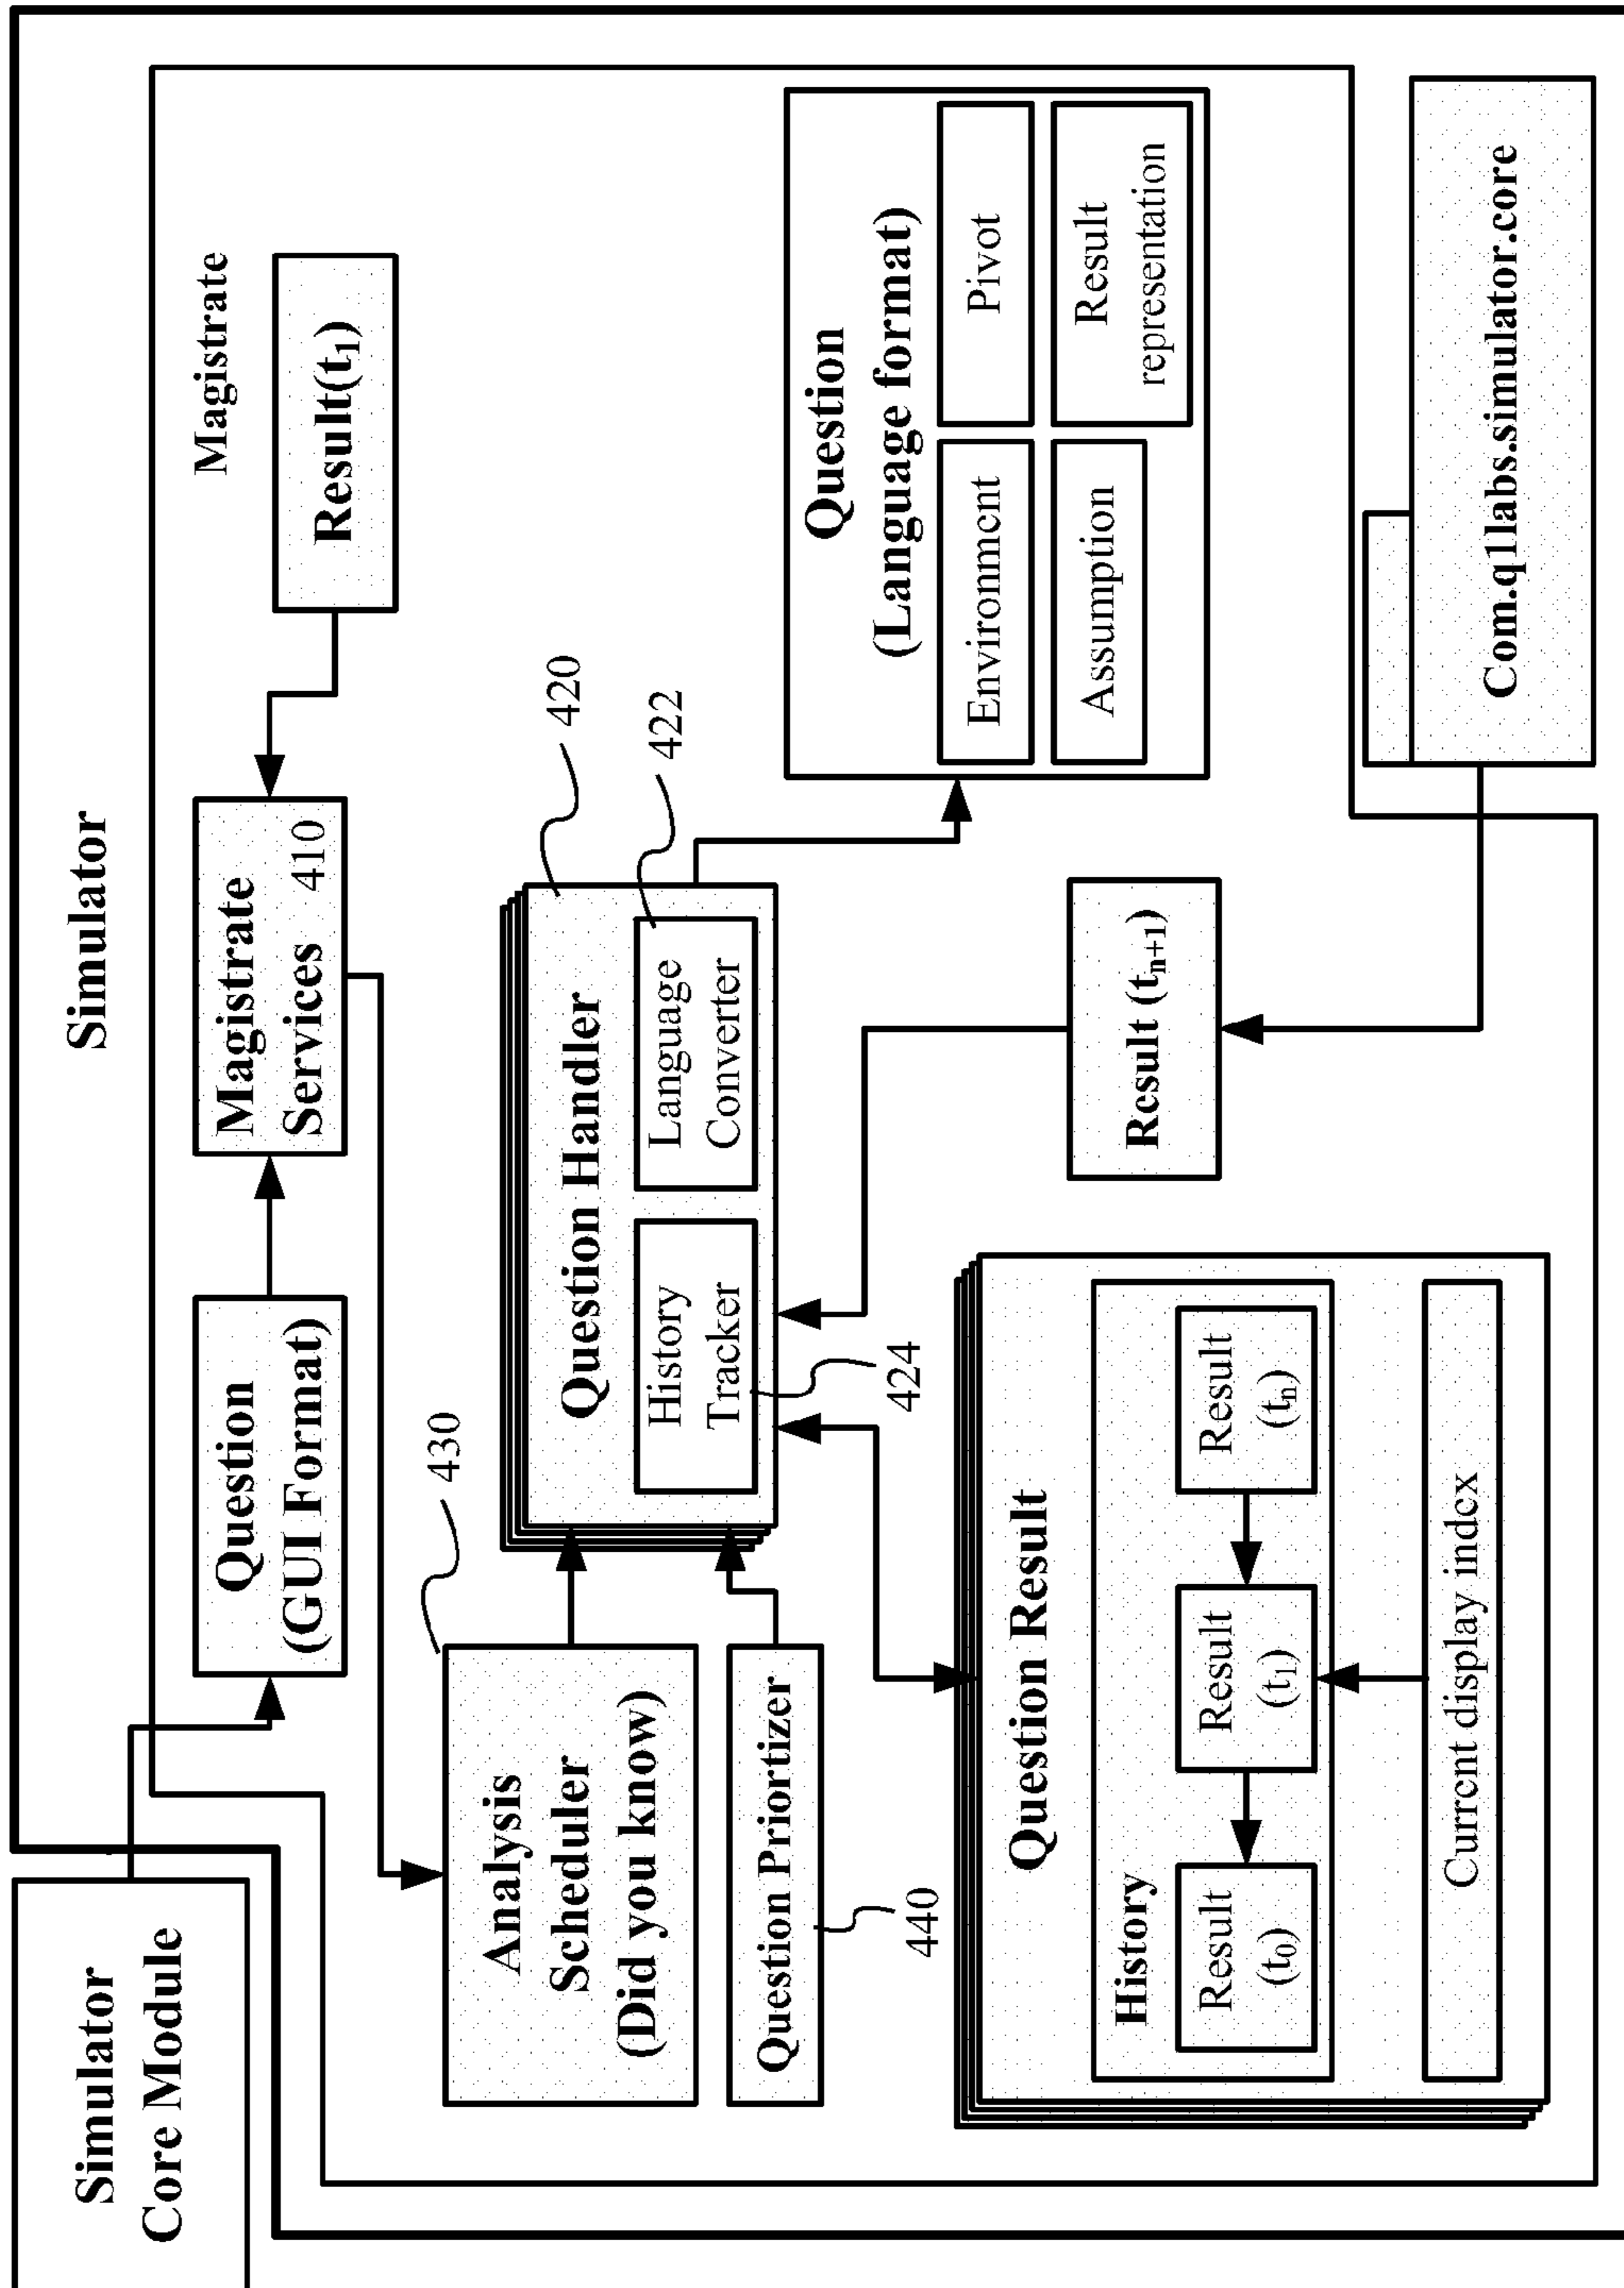 Simulator
Core Module
Simulator
Magistrate
Question
(GUI Format)
Magistrate
Services 410
Result(t1)
430
Analysis
Scheduler
(Did you know)
Question Priortizer
440
Question Handler
History
Tracker
Language
Converter
420
422
424
Question
(Language format)
Environment
Pivot
Assumption
Result
representation
Question Result
History
Result
(t0)
Result
(t1)
Result
(tn)
Current display index
Result (tn+1)
Com.q1labs.simulator.core